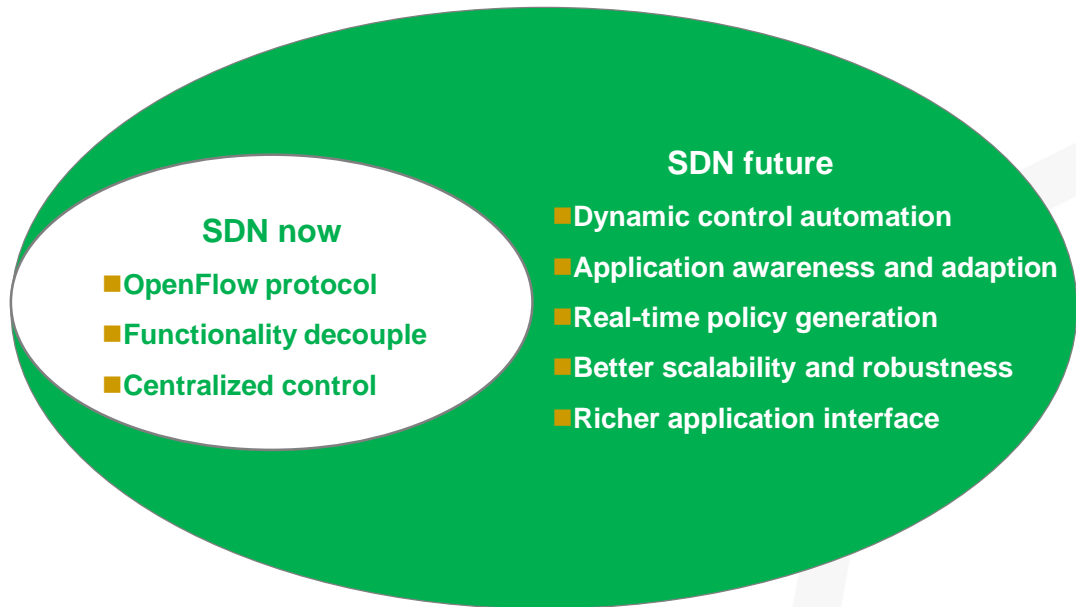 SDN now
OpenFlow protocol
Functionality decouple
Centralized control
SDN future
Dynamic control automation
Application awareness and adaption
Real-time policy generation
Better scalability and robustness
Richer application interface